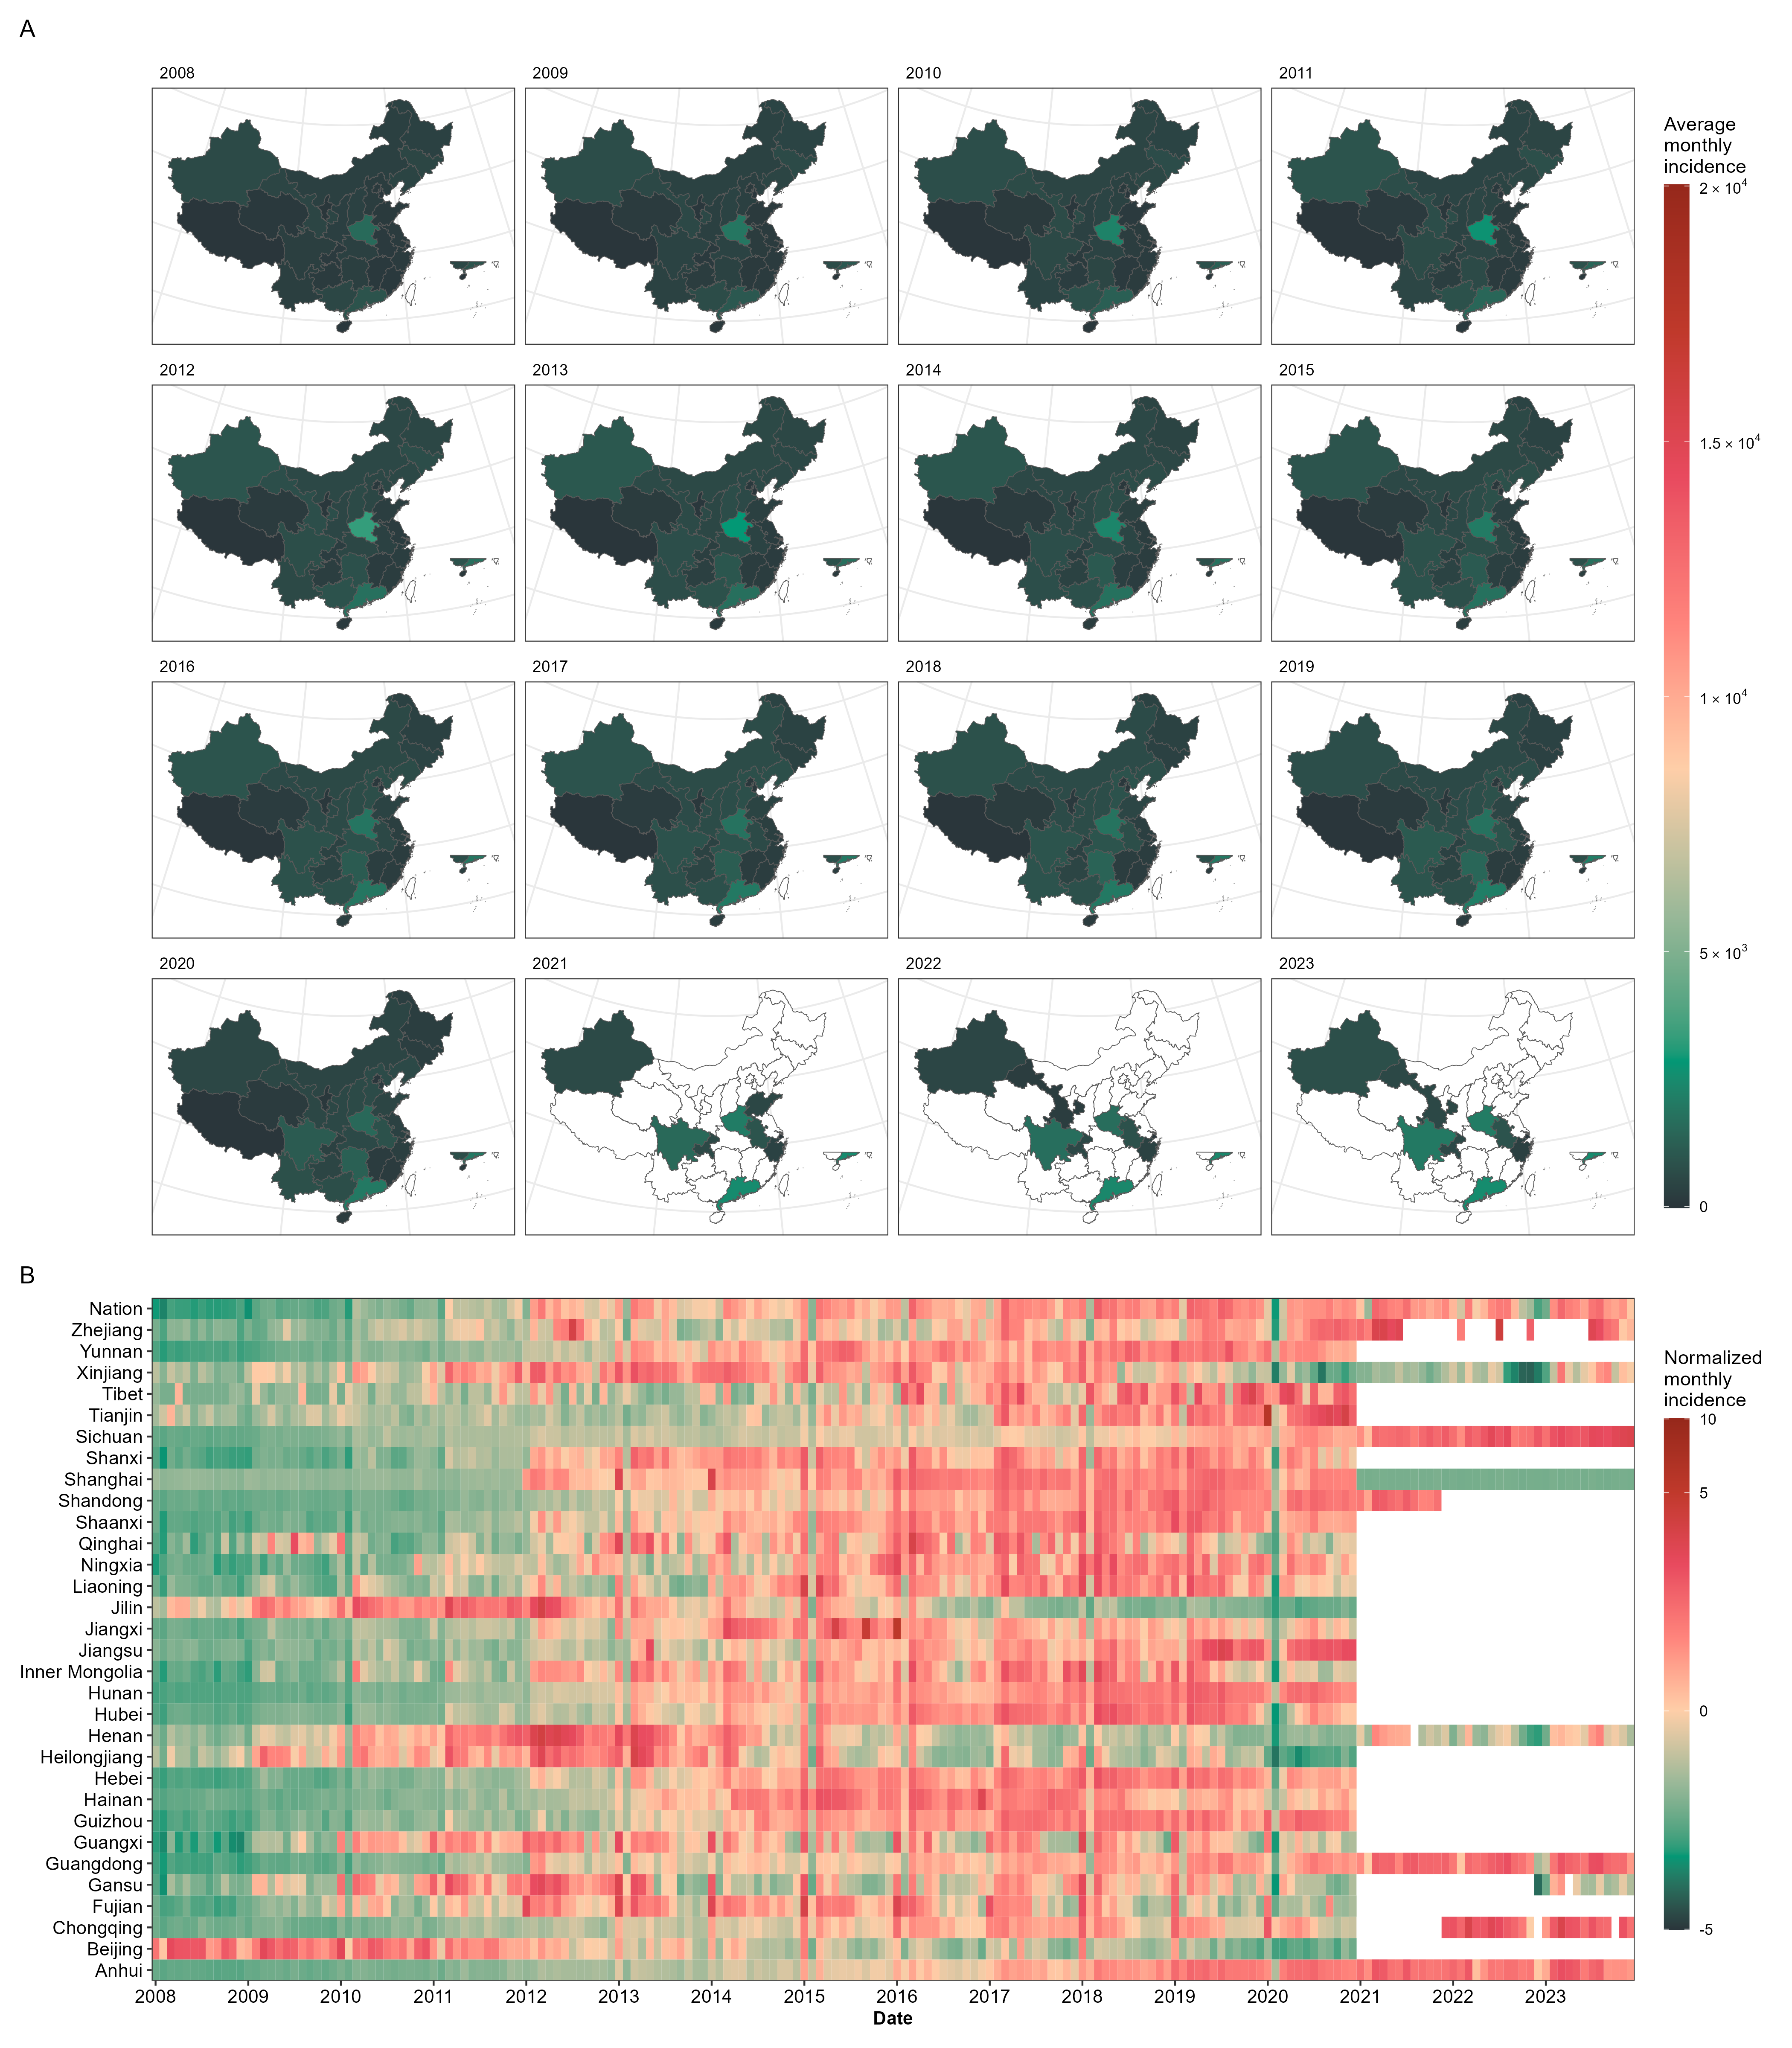 A
2008
2009
2010
2011
2012
2013
2014
2015
2016
2017
2018
2019
2020
2021
2022
2023
Average
monthly
incidence
2 × 10⁴
1.5 × 10⁴
1 × 10⁴
5 × 10³
0
B
Nation
Zhejiang
Yunnan
Xinjiang
Tibet
Tianjin
Sichuan
Shanxi
Shanghai
Shandong
Shaanxi
Qinghai
Ningxia
Liaoning
Jilin
Jiangxi
Jiangsu
Inner Mongolia
Hunan
Hubei
Henan
Heilongjiang
Hebei
Hainan
Guizhou
Guangxi
Guangdong
Gansu
Fujian
Chongqing
Beijing
Anhui
2008 2009 2010 2011 2012 2013 2014 2015 2016 2017 2018 2019 2020 2021 2022 2023
Date
Normalized
monthly
incidence
10
5
0
-5